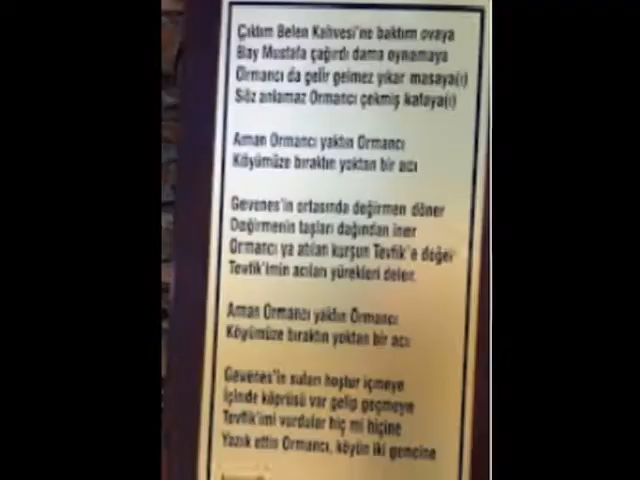 Çıktım Belen Kahvesi'ne baktım ovaya
Bay Mustafa çağırdı dama oynamaya
Ormancı da gelir gelmez yıkar masaya(ı)
Söz anlamaz Ormancı çekmiş kafaya(ı)
Aman Ormancı yaktın Ormancı
Köyümüze bıraktın yoktan bir acı
Gevenes'in ortasında değirmen döner
Değirmenin taşları dağından iner
Ormancı ya atılan kurşun Tevfik'e değer
Tevfik'imin acıları yürekleri deler.
Aman Ormancı yaktın Ormancı
Köyümüze bıraktın yoktan bir acı
Gevenes'in suları hoştur içmeye
İçinde köprüsü var gelip geçmeye
Tevfik'imi vurdular hiç mi hiçine
Yazık ettin Ormancı, köyün iki gencine